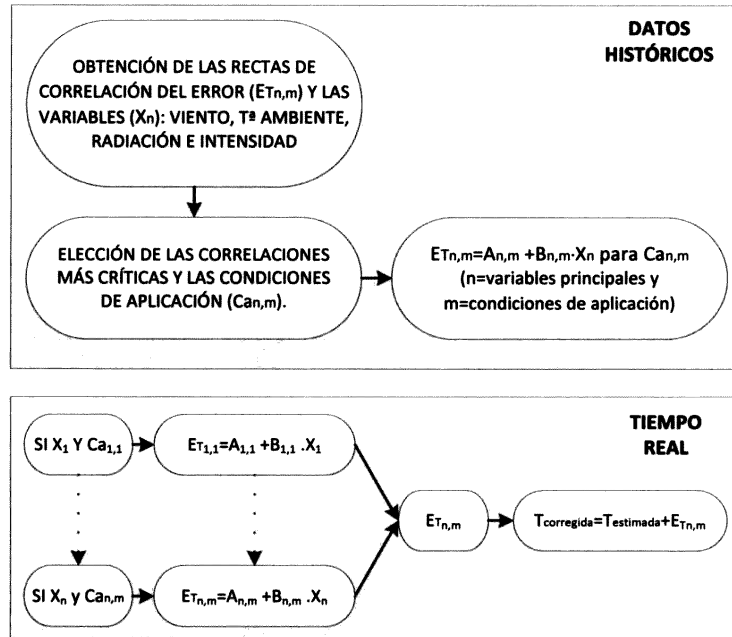 DATOS
HISTÓRICOS
OBTENCIÓN DE LAS RECTAS DE
CORRELACIÓN DEL ERROR (ETn,m) Y LAS
VARIABLES (Xn): VIENTO, Tª AMBIENTE,
RADIACIÓN E INTENSIDAD
ELECCIÓN DE LAS CORRELACIONES
MÁS CRÍTICAS Y LAS CONDICIONES
DE APLICACIÓN (Can,m).
ETn,m=An,m +Bn,m·Xn para Can,m
(n=variables principales y
m=condiciones de aplicación)
TIEMPO
REAL
SI X1 Y Ca1,1
ET1,1=A1,1 +B1,1 .X1
ETn,m
Tcorregida=Testimada+ETn,m
SI Xn y Can,m
ETn,m=An,m +Bn,m .Xn